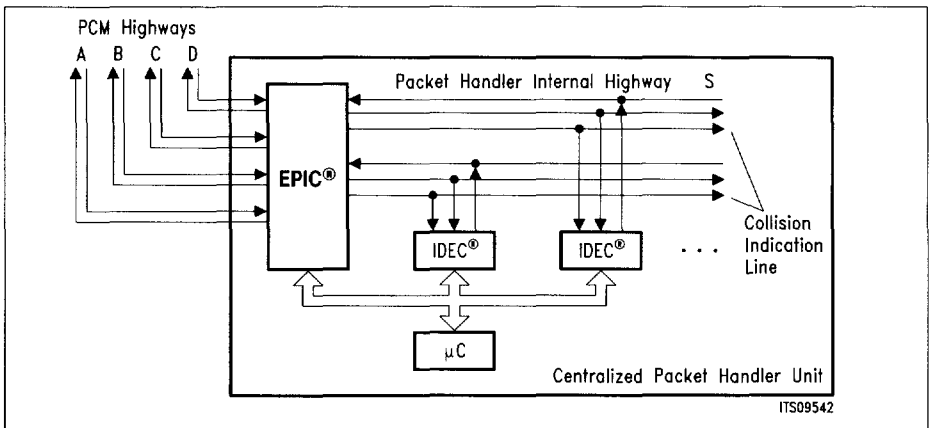 PCM Highways
A B C D
Packet Handler Internal Highway S
EPIC®
IDEC®
IDEC®
. . .
Collision
Indication
Line
μC
Centralized Packet Handler Unit
ITS09542